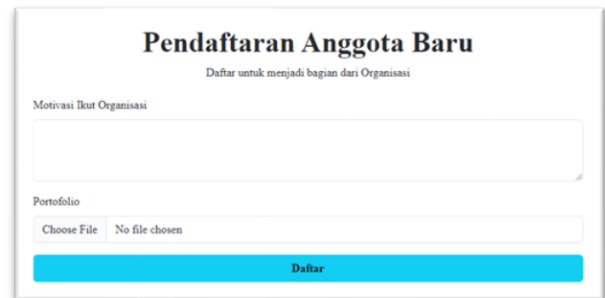 Pendaftaran Anggota Baru
Daftar untuk menjadi bagian dari Organisasi
Motivasi Ikut Organisasi
Portofolio
Choose File No file chosen
Daftar